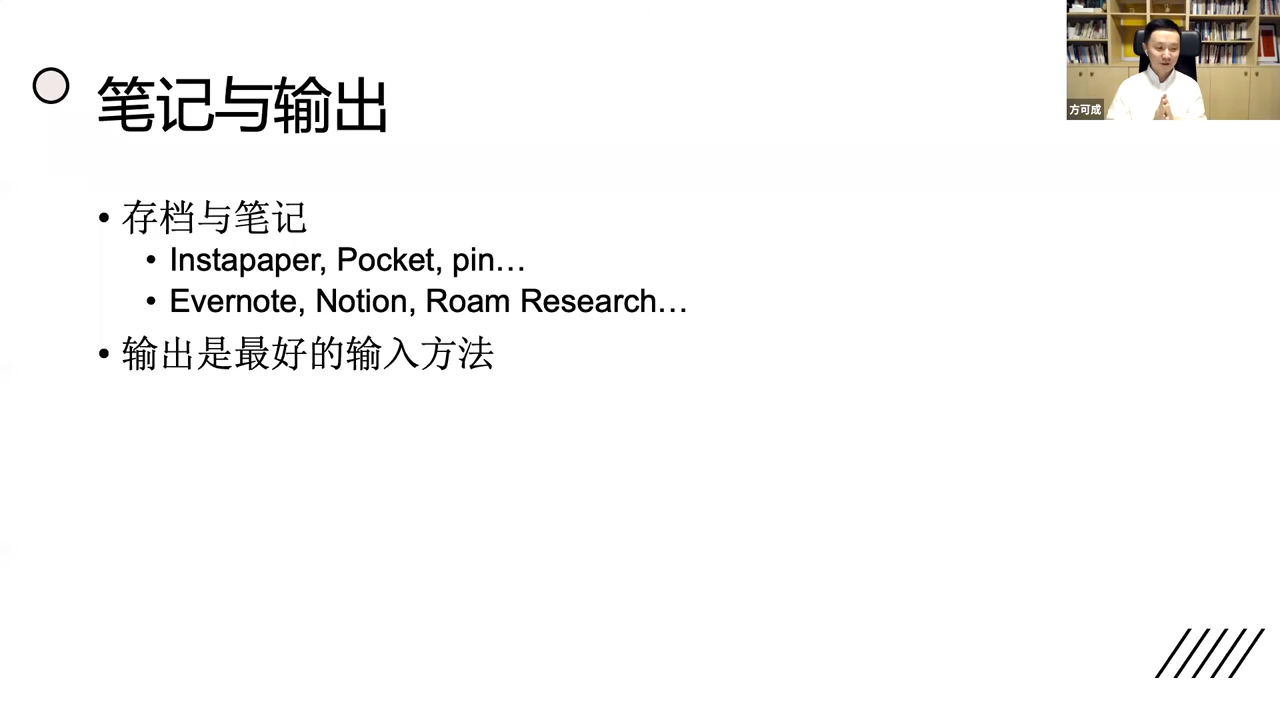 笔记与输出
方可成
• 存档与笔记
• Instapaper, Pocket, pin…
• Evernote, Notion, Roam Research…
• 输出是最好的输入方法